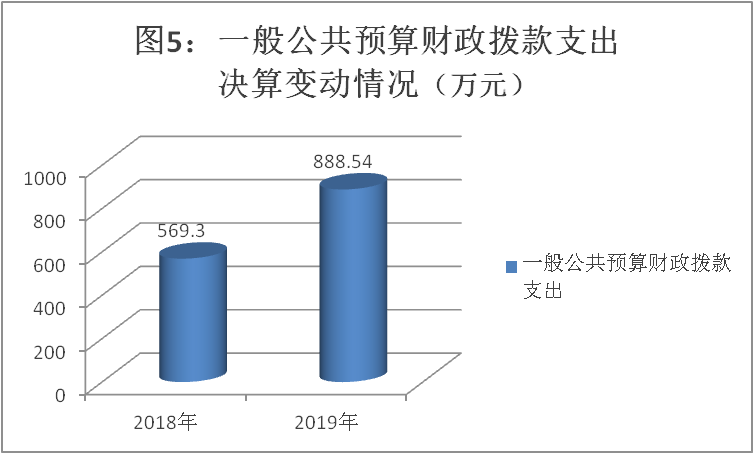 图5：一般公共预算财政拨款支出
决算变动情况（万元）
888.54
569.3
1000
800
600
400
200
0
2018年
2019年
一般公共预算财政拨款
支出